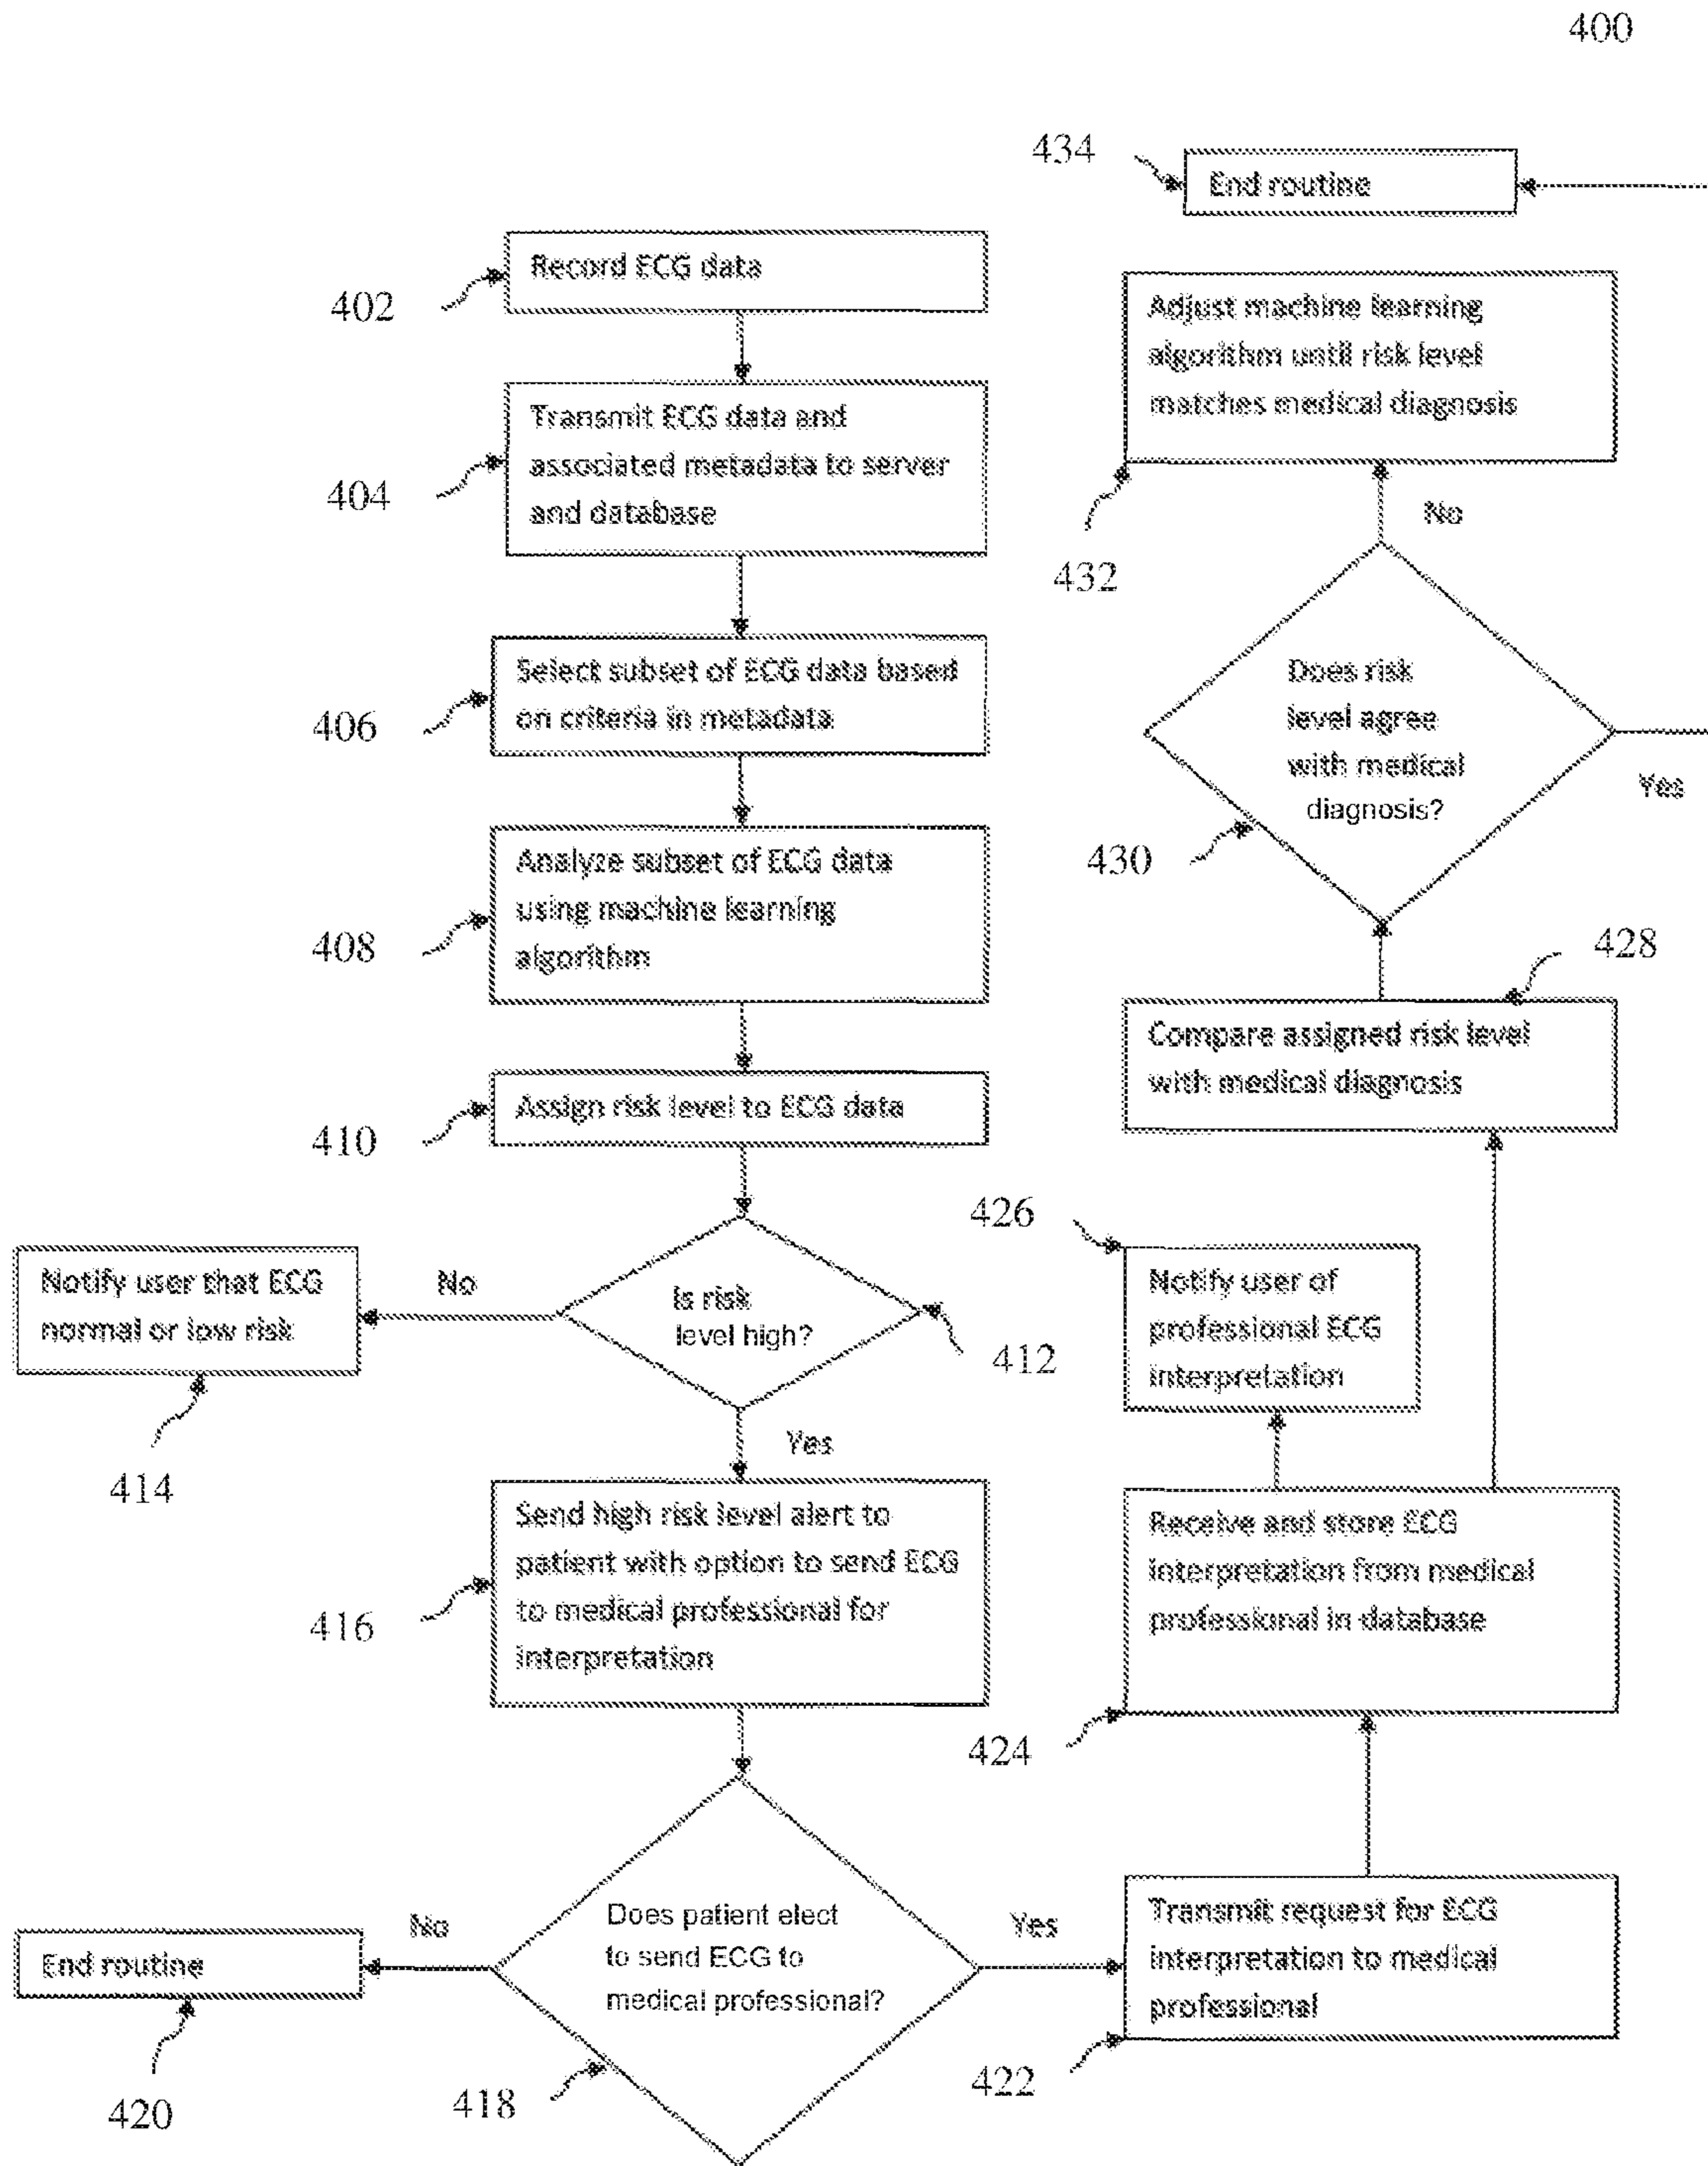 400
434
End routine
Record ECG data
402
Adjust machine learning
algorithm until risk level
matches medical diagnosis
Transmit ECG data and
associated metadata to server
and database
404
No
432
Select subset of ECG data based
on criteria in metadata
406
Does risk
level agree
with medical
diagnosis?
Yes
430
Analyze subset of ECG data
using machine learning
algorithm
408
428
Compare assigned risk level
with medical diagnosis
Assign risk level to ECG data
410
426
Notify user that ECG
normal or low risk
No
Is risk
level high?
412
Notify user of
professional ECG
interpretation
414
Yes
Send high risk level alert to
patient with option to send ECG
to medical professional for
interpretation
416
Receive and store ECG
interpretation from medical
professional in database
424
Does patient elect
to send ECG to
medical professional?
No
Yes
End routine
Transmit request for ECG
interpretation to medical
professional
420
418
422